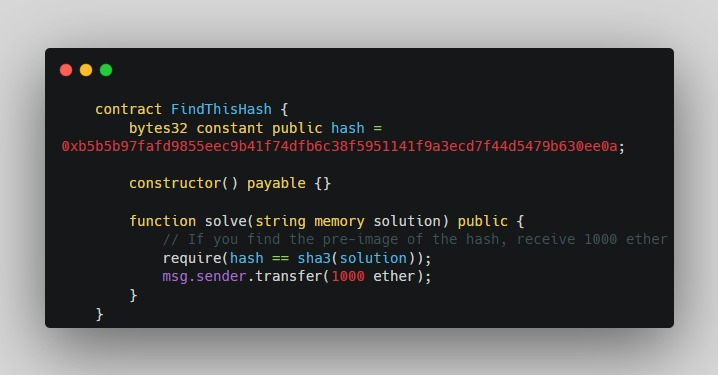 contract FindThisHash {
bytes32 constant public hash =
0xb5b5b97fafd9855eec9b41f74dfb6c38f5951141f9a3ecd7f44d5479b630ee0a;
constructor() payable {}
function solve(string memory solution) public {
// If you find the pre-image of the hash, receive 1000 ether
require(hash == sha3(solution));
msg.sender.transfer(1000 ether);
}
}